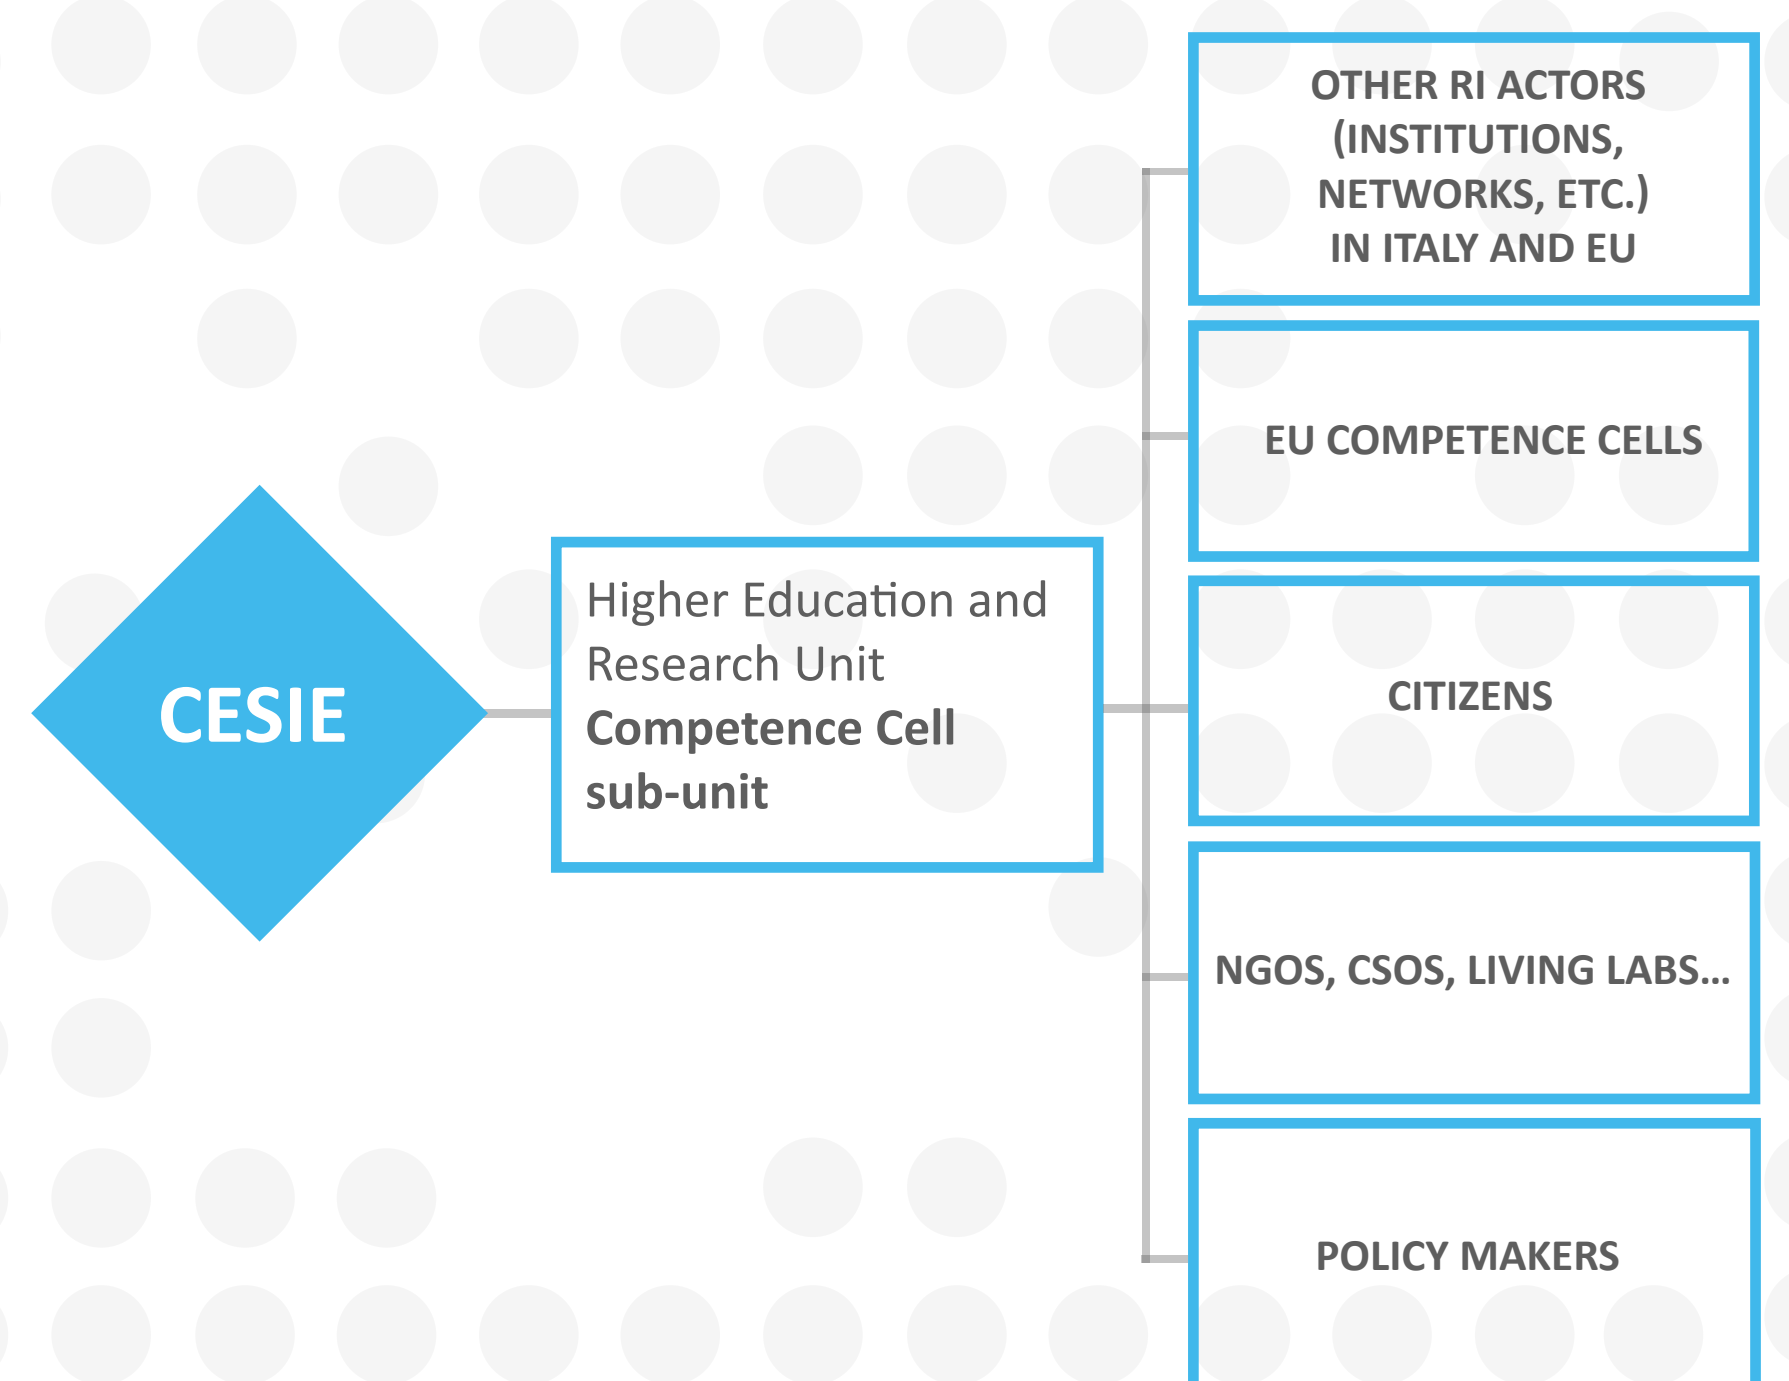 CESIE
Higher Education and
Research Unit
Competence Cell
sub-unit
OTHER RI ACTORS
(INSTITUTIONS,
NETWORKS, ETC.)
IN ITALY AND EU
EU COMPETENCE CELLS
CITIZENS
NGOS, CSOS, LIVING LABS...
POLICY MAKERS